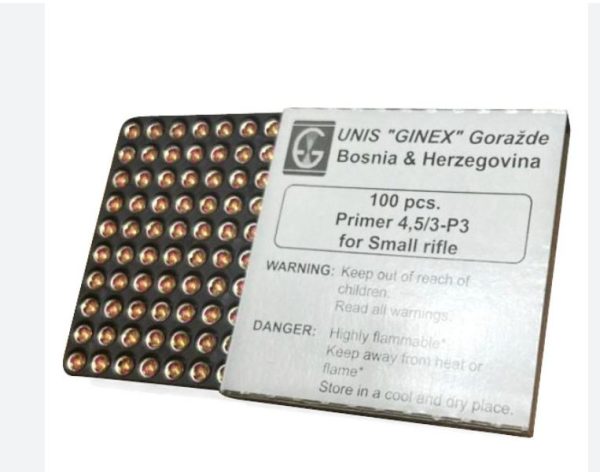 UNIS "GINEX" Goražde
Bosnia & Herzegovina
100 pcs.
Primer 4,5/3-P3
for Small rifle
WARNING: Keep out of reach of
children.
Read all warnings.
DANGER: Highly flammable*
Keep away from heat or
flame*
Store in a cool and dry place.